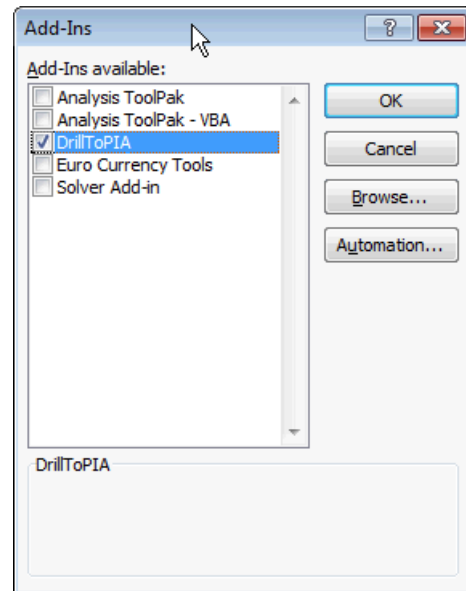 Add-Ins
?
Add-Ins available:
Analysis ToolPak
Analysis ToolPak - VBA
DrillToPIA
Euro Currency Tools
Solver Add-in
OK
Cancel
Browse...
Automation...
DrillToPIA